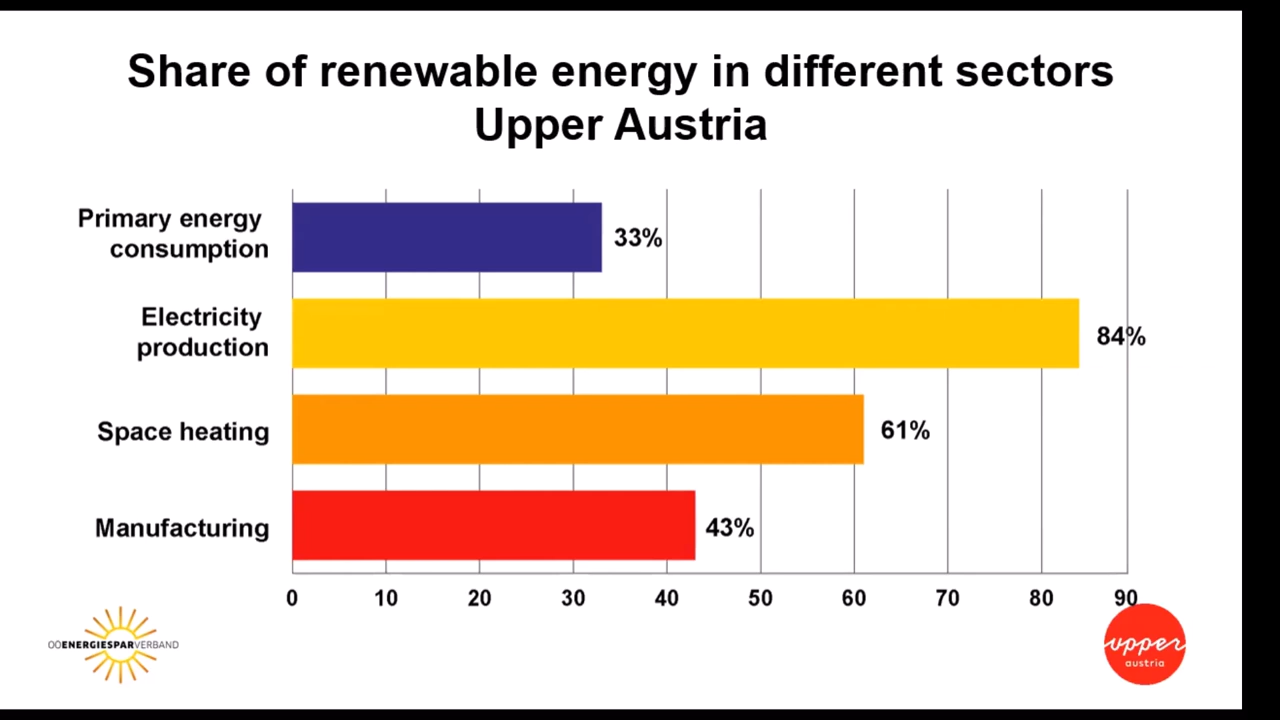 Share of renewable energy in different sectors
Upper Austria
Primary energy
consumption
33%
Electricity
production
84%
Space heating
61%
Manufacturing
43%
0 10 20 30 40 50 60 70 80 90
OÖENERGIESPARVERBAND
upper
austria